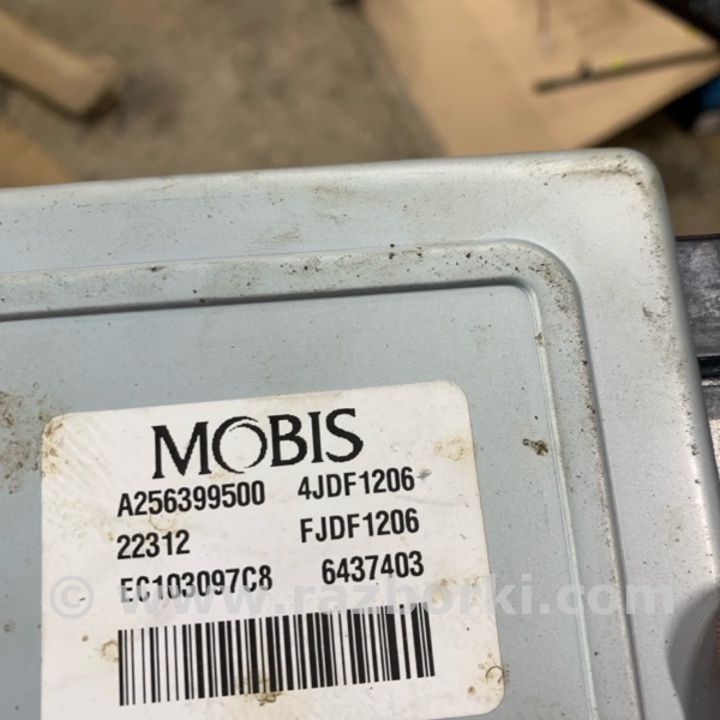 MOBIS
A256399500 4JDF1206
22312 FJDF1206
EC103097C8 6437403
© www.razborki.com